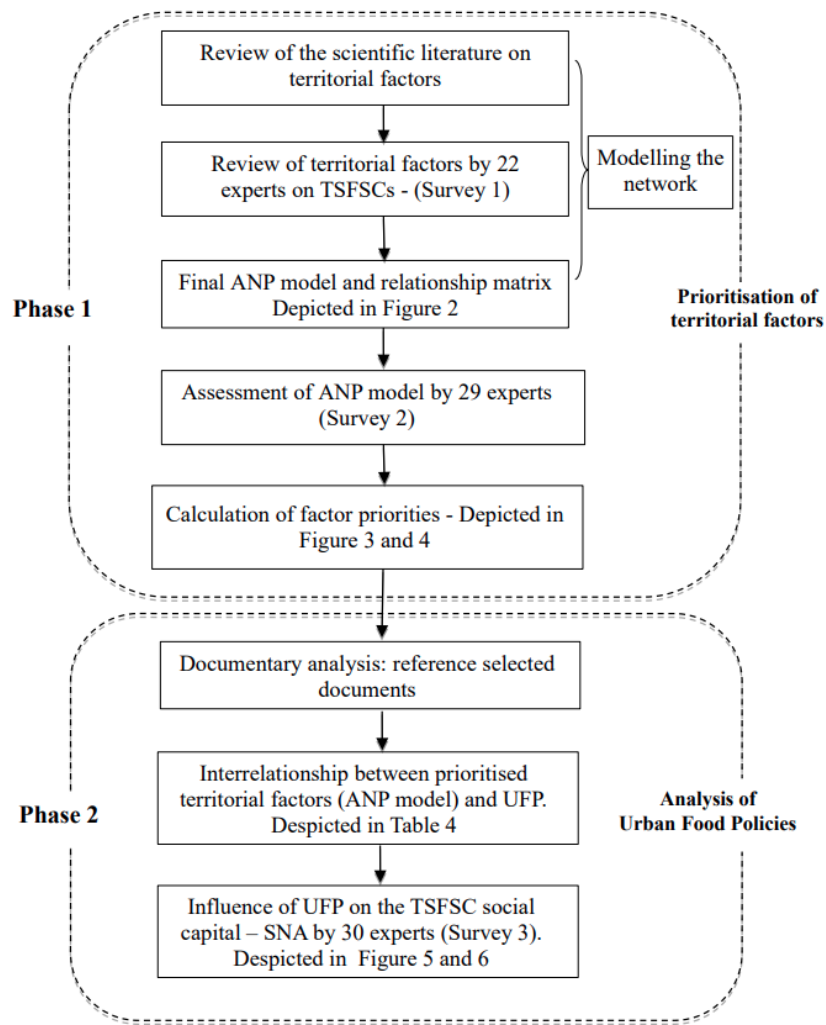 Review of the scientific literature on
territorial factors
Review of territorial factors by 22
experts on TSFSCs - (Survey 1)
Modelling the
network
Final ANP model and relationship matrix
Depicted in Figure 2
Phase 1
Prioritisation of
territorial factors
Assessment of ANP model by 29 experts
(Survey 2)
Calculation of factor priorities - Depicted in
Figure 3 and 4
Documentary analysis: reference selected
documents
Interrelationship between prioritised
territorial factors (ANP model) and UFP.
Despicted in Table 4
Phase 2
Analysis of
Urban Food Policies
Influence of UFP on the TSFSC social
capital – SNA by 30 experts (Survey 3).
Despicted in Figure 5 and 6